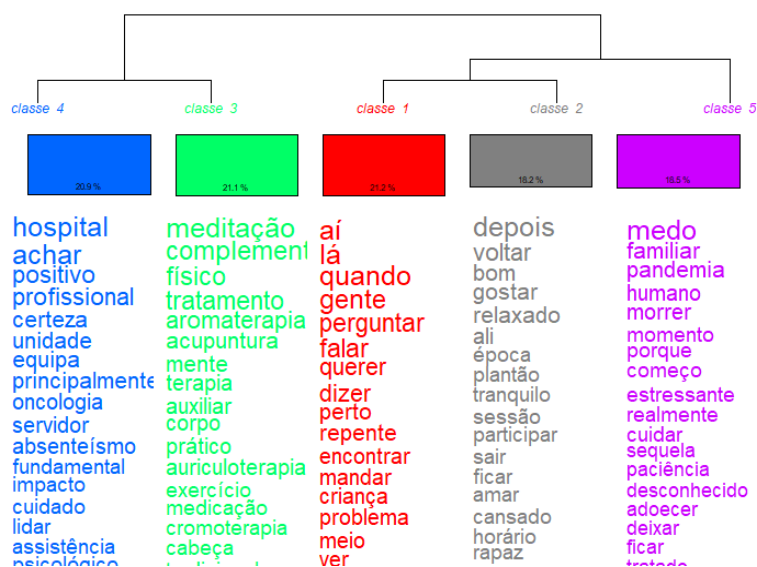 classe 4
classe 3
classe 1
classe 2
classe 5
20.9 %
21.1 %
21.2 %
18.2 %
18.5 %
hospital
achar
positivo
profissional
certeza
unidade
equipa
principalmente
oncologia
servidor
absenteísmo
fundamental
impacto
cuidado
lidar
assistência
psicológico
meditação
complement
físico
tratamento
aromaterapia
acupuntura
mente
terapia
auxiliar
corpo
prático
auriculoterapia
exercício
medicação
cromoterapia
cabeça
aí
lá
quando
gente
perguntar
falar
querer
dizer
perto
repente
encontrar
mandar
criança
problema
meio
ver
depois
voltar
bom
gostar
relaxado
ali
época
plantão
tranquilo
sessão
participar
sair
ficar
amar
cansado
horário
rapaz
medo
familiar
pandemia
humano
morrer
momento
porque
começo
estressante
realmente
cuidar
sequela
paciência
desconhecido
adoecer
deixar
ficar